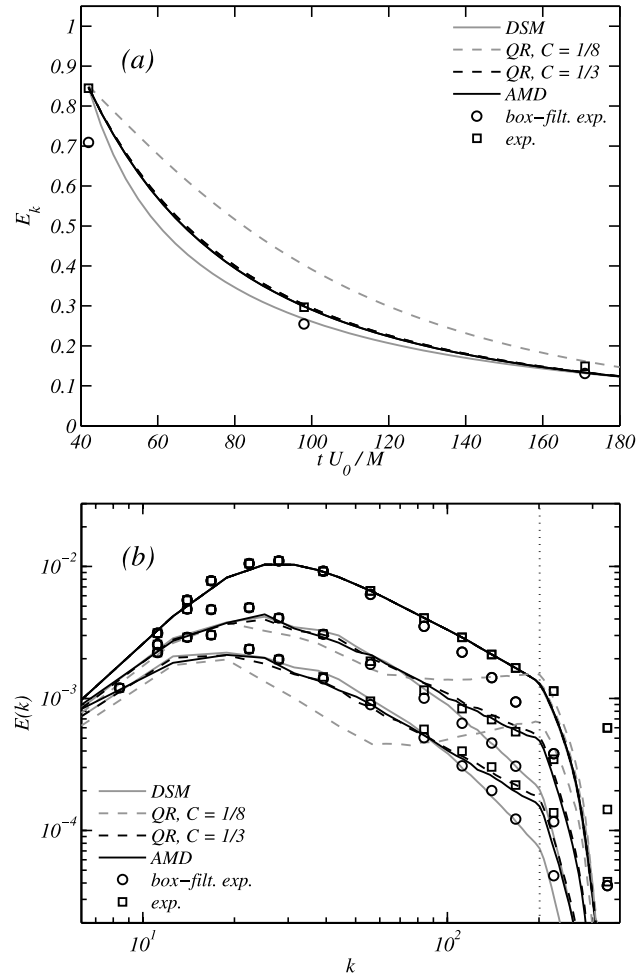 1
0.9
0.8
0.7
0.6
0.5
0.4
0.3
0.2
0.1
0
E_k
(a)
DSM
QR, C = 1/8
QR, C = 1/3
AMD
box−filt. exp.
exp.
40 60 80 100 120 140 160 180
t U_0 / M
10^−2
10^−3
10^−4
E(k)
(b)
DSM
QR, C = 1/8
QR, C = 1/3
AMD
box−filt. exp.
exp.
10^1 10^2
k